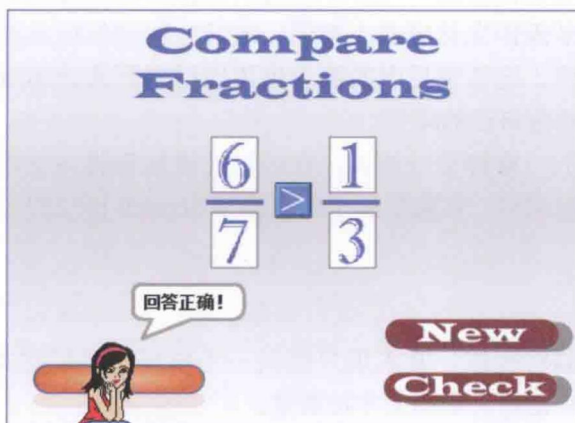 Compare
Fractions
6 > 1
7 3
回答正确!
New
Check